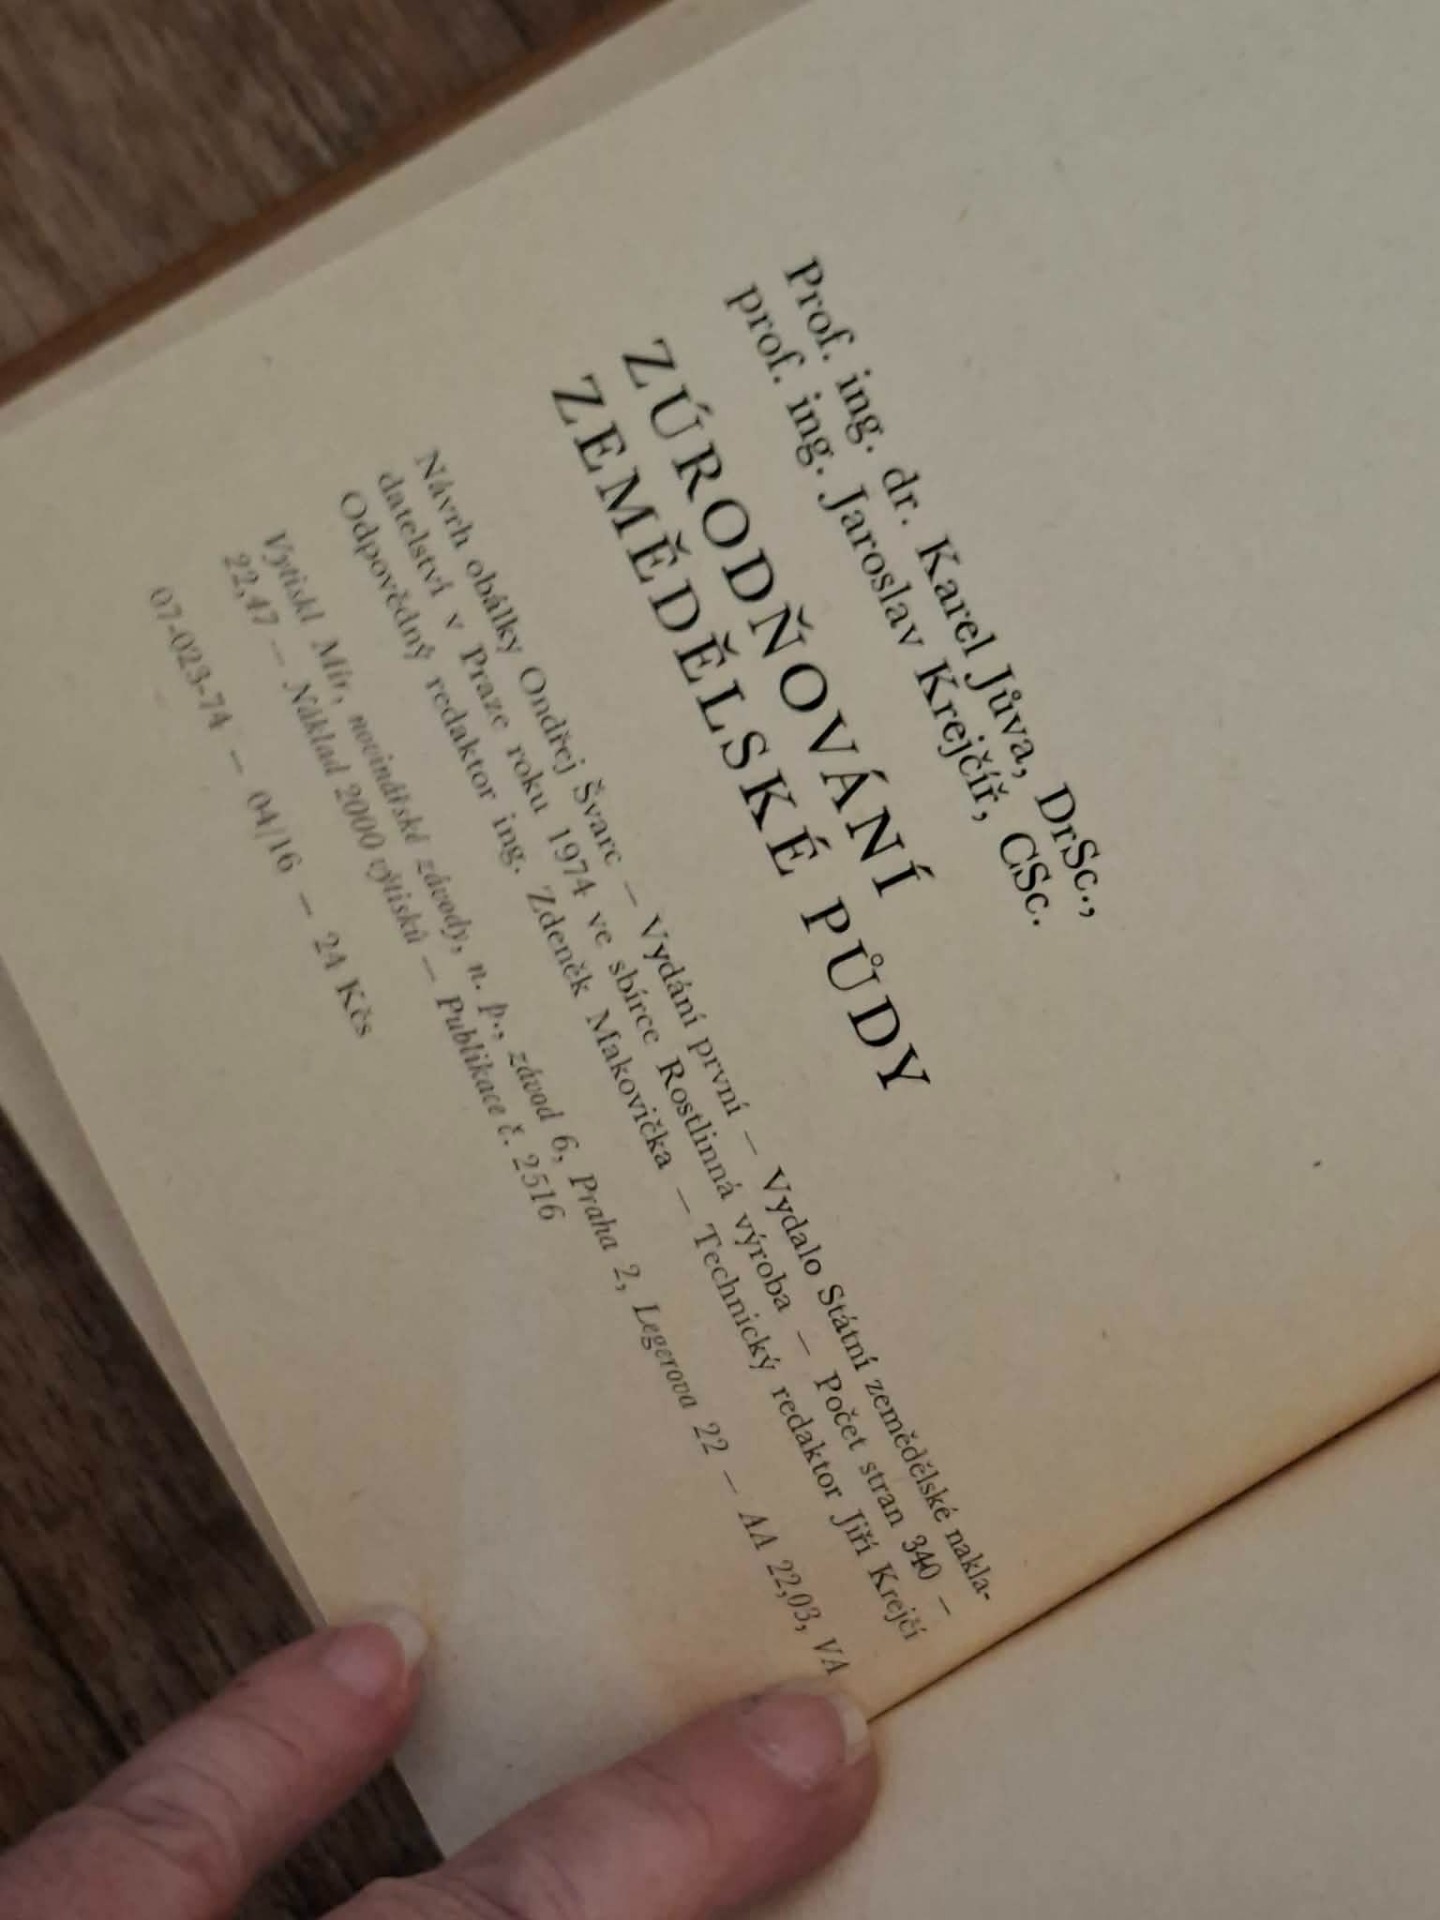 Prof. ing. dr. Karel Jůva, DrSc.,
prof. ing. Jaroslav Krejčíř, CSc.
ZÚRODŇOVÁNÍ
ZEMĚDĚLSKÉ PŮDY
Návrh obálky Ondřej Švarc — Vydání první — Vydalo Státní zemědělské nakla-
datelství v Praze roku 1974 ve sbírce Rostlinná výroba — Počet stran 340 —
Odpovědný redaktor ing. Zdeněk Makovička — Technický redaktor Jiří Krejčí
Vytiskl Mír, novinářské závody, n. p., závod 6, Praha 2, Legerova 22 — AA 22,03, VA
22,47 — Náklad 2000 výtisků — Publikace č. 2516
07-023-74 — 04/16 — 24 Kčs